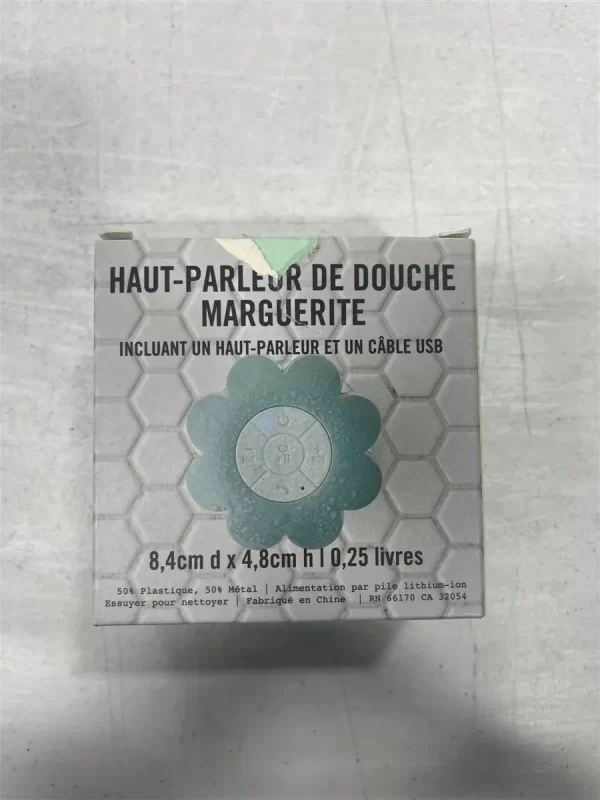 HAUT-PARLEUR DE DOUCHE
MARGUERITE
INCLUANT UN HAUT-PARLEUR ET UN CÂBLE USB
8,4cm d x 4,8cm h | 0,25 livres
50% Plastique, 50% Métal | Alimentation par pile lithium-ion
Essuyer pour nettoyer | Fabriqué en Chine | RN 66170 CA 32054